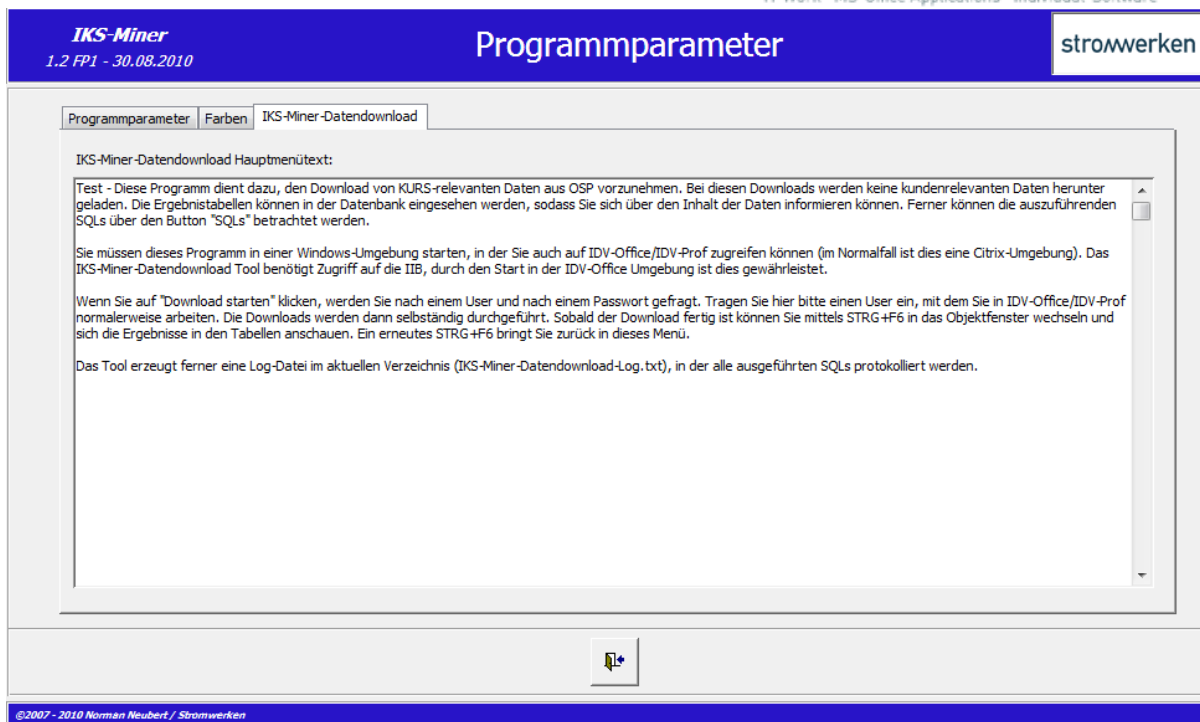 IKS-Miner
1.2 FP1 - 30.08.2010
Programmparameter
stromwerken
Programmparameter
Farben
IKS-Miner-Datendownload
IKS-Miner-Datendownload Hauptmenütext:
Test - Diese Programm dient dazu, den Download von KURS-relevanten Daten aus OSP vorzunehmen. Bei diesen Downloads werden keine kundenrelevanten Daten herunter
geladen. Die Ergebnistabellen können in der Datenbank eingesehen werden, sodass Sie sich über den Inhalt der Daten informieren können. Ferner können die auszuführenden
SQLs über den Button "SQLs" betrachtet werden.
Sie müssen dieses Programm in einer Windows-Umgebung starten, in der Sie auch auf IDV-Office/IDV-Prof zugreifen können (im Normalfall ist dies eine Citrix-Umgebung). Das
IKS-Miner-Datendownload Tool benötigt Zugriff auf die IIB, durch den Start in der IDV-Office Umgebung ist dies gewährleistet.
Wenn Sie auf "Download starten" klicken, werden Sie nach einem User und nach einem Passwort gefragt. Tragen Sie hier bitte einen User ein, mit dem Sie in IDV-Office/IDV-Prof
normalerweise arbeiten. Die Downloads werden dann selbständig durchgeführt. Sobald der Download fertig ist können Sie mittels STRG+F6 in das Objektfenster wechseln und
sich die Ergebnisse in den Tabellen anschauen. Ein erneutes STRG+F6 bringt Sie zurück in dieses Menü.
Das Tool erzeugt ferner eine Log-Datei im aktuellen Verzeichnis (IKS-Miner-Datendownload-Log.txt), in der alle ausgeführten SQLs protokolliert werden.
©2007 - 2010 Norman Neubert / Stromwerken